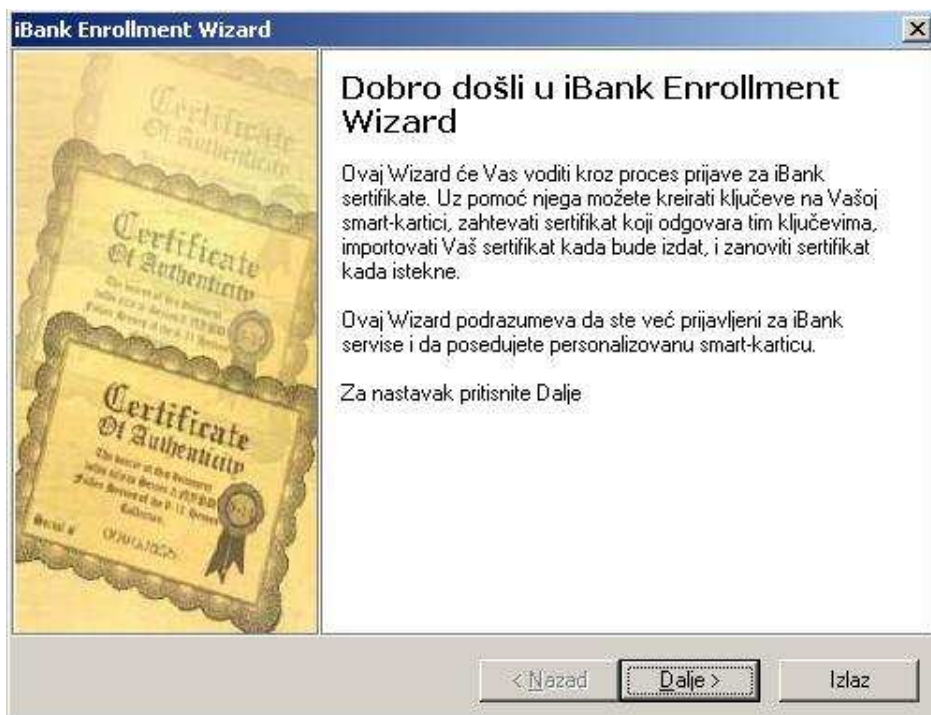 iBank Enrollment Wizard
Dobro došli u iBank Enrollment
Wizard
Ovaj Wizard će Vas voditi kroz proces prijave za iBank
sertifikate. Uz pomoć njega možete kreirati ključeve na Vašoj
smart-kartici, zahtevati sertifikat koji odgovara tim ključevima,
importovati Vaš sertifikat kada bude izdat, i zanoviti sertifikat
kada istekne.
Ovaj Wizard podrazumeva da ste već prijavljeni za iBank
servise i da posedujete personalizovanu smart-karticu.
Za nastavak pritisnite Dalje
Certificate
Of Authenticity
Certificate
Of Authenticity
Certificate
Of Authenticity
Serial #
< Nazad
Dalje >
Izlaz